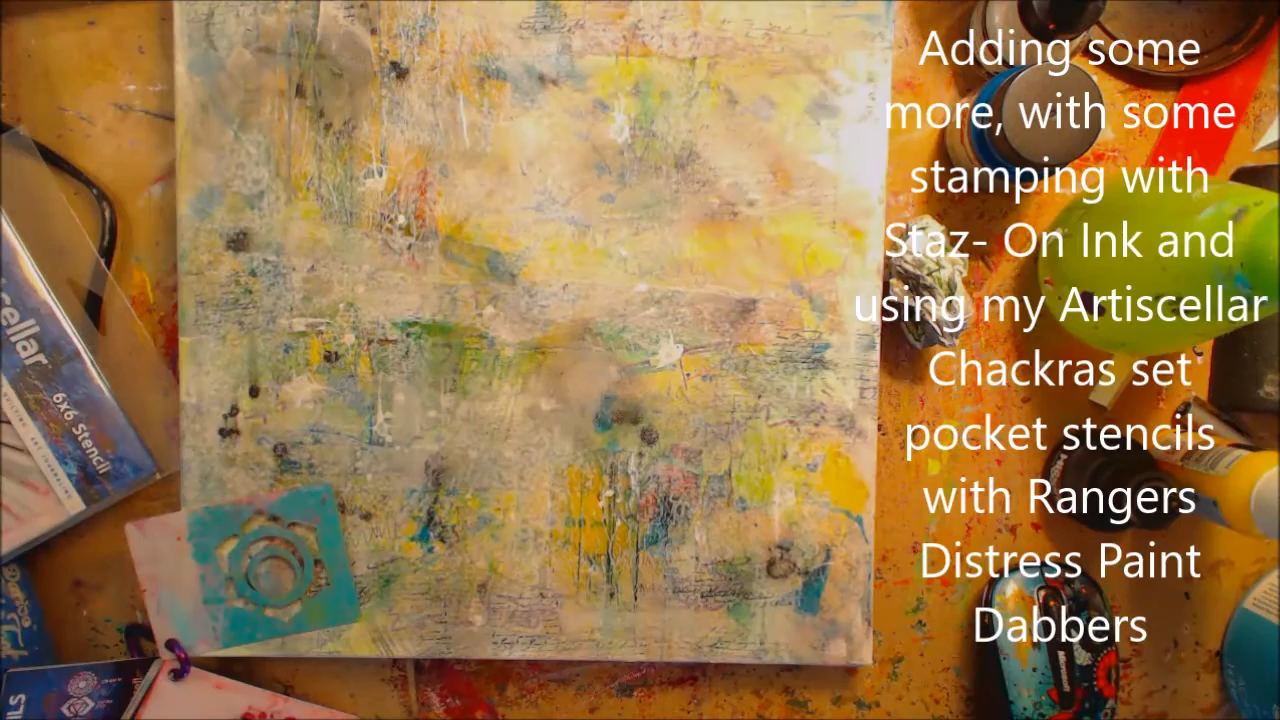 Adding some
more, with some
stamping with
Staz- On Ink and
using my Artiscellar
Chackras set
pocket stencils
with Rangers
Distress Paint
Dabbers
cellar
6x6 Stencil
Microsoft